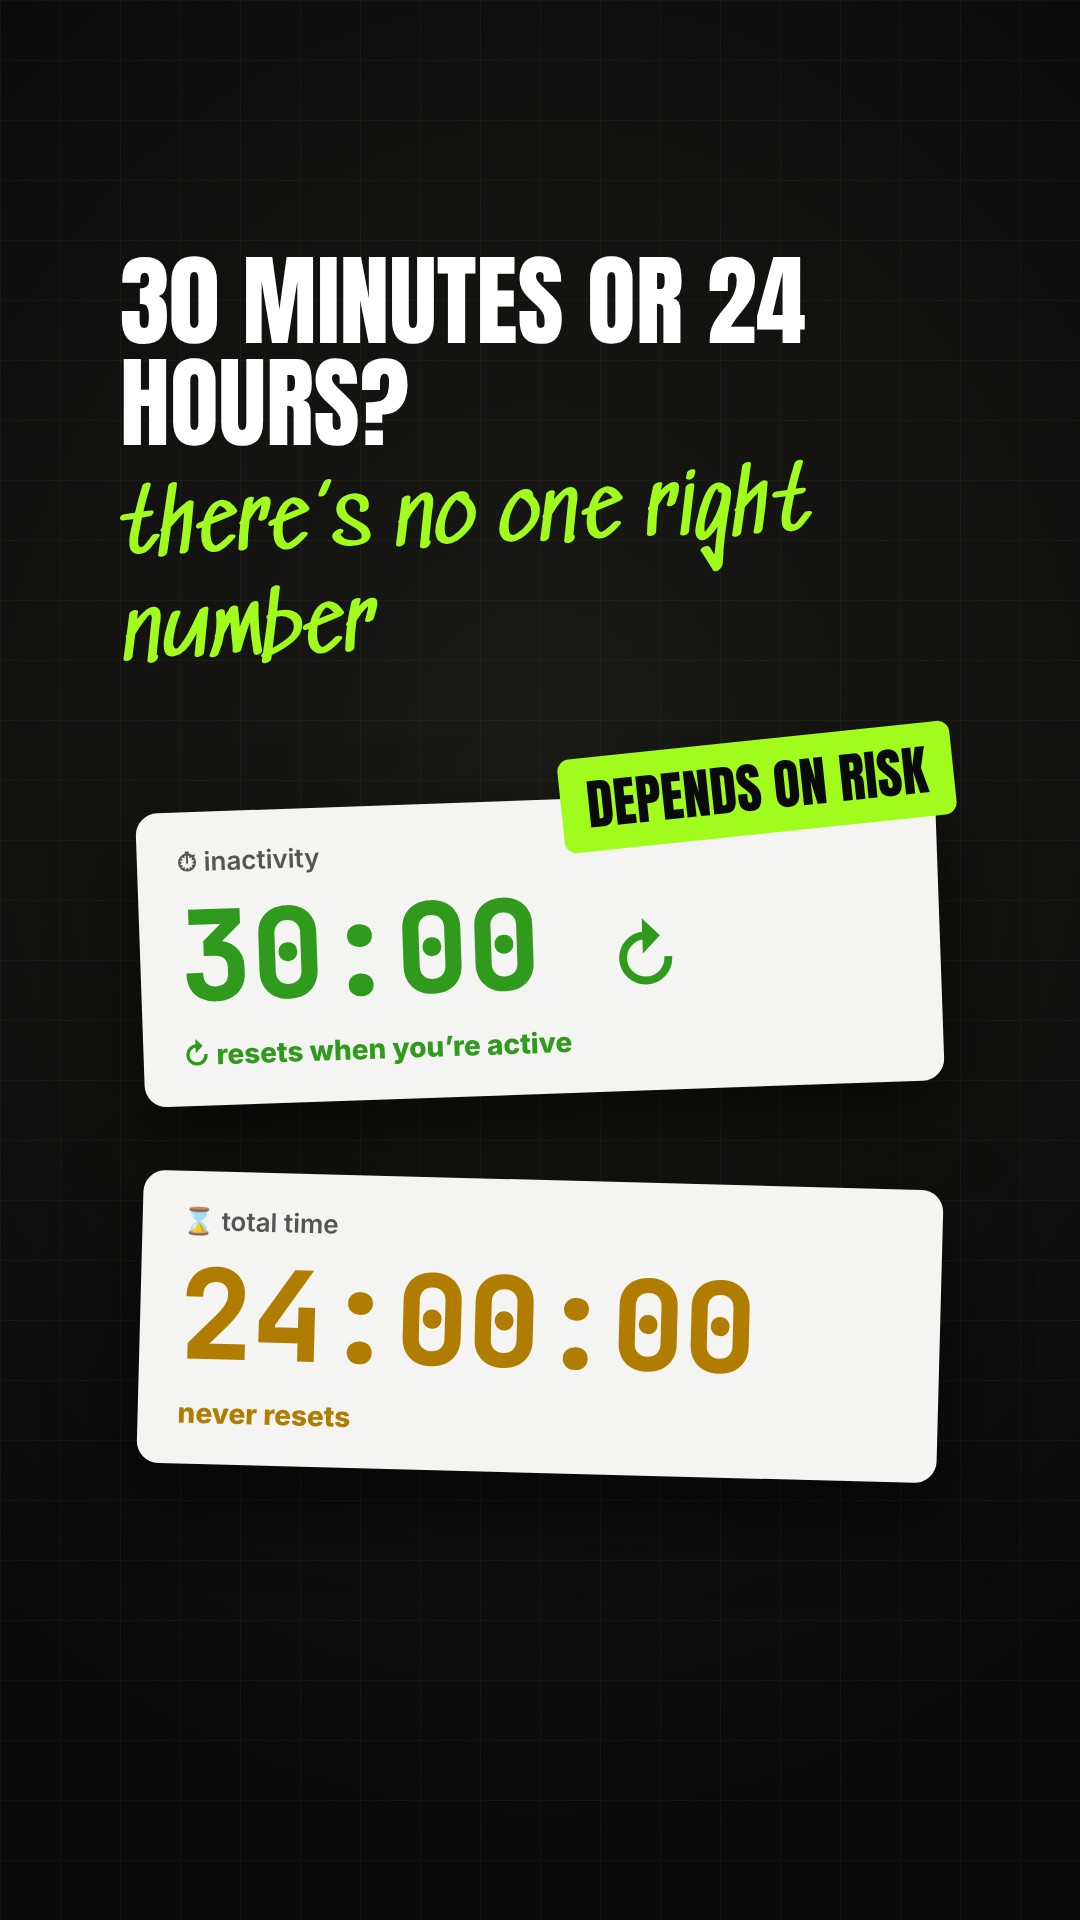 30 MINUTES OR 24
HOURS?
there's no one right
number
DEPENDS ON RISK
⏱ inactivity
30:00 ↻
↻ resets when you're active
⌛ total time
24:00:00
never resets